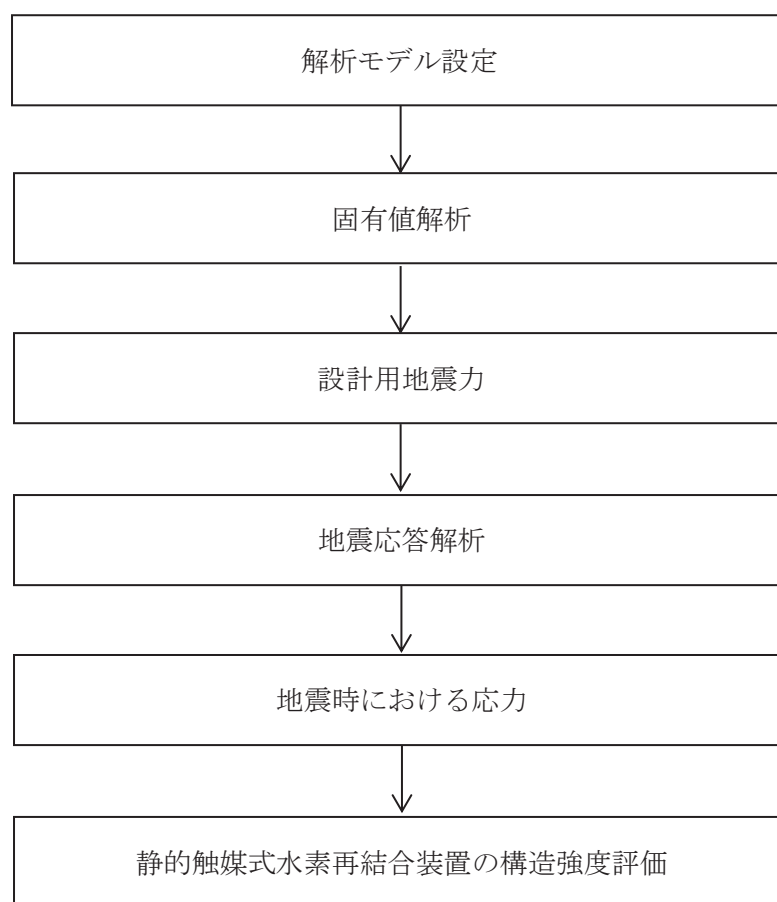 解析モデル設定
固有値解析
設計用地震力
地震応答解析
地震時における応力
静的触媒式水素再結合装置の構造強度評価